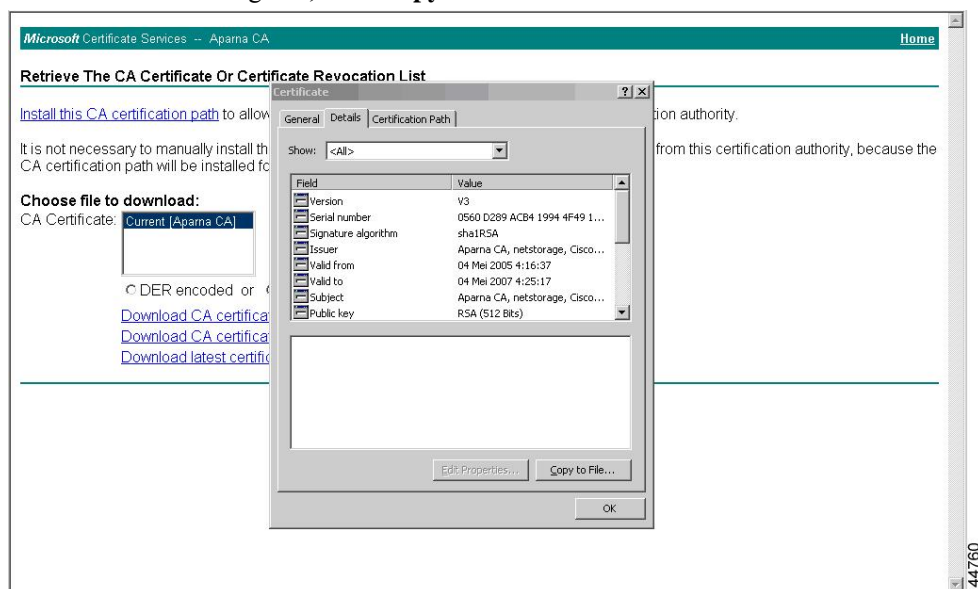 Microsoft Certificate Services -- Aparna CA Home
Retrieve The CA Certificate Or Certificate Revocation List
Install this CA certification path to allow
tion authority.
It is not necessary to manually install th
from this certification authority, because the
CA certification path will be installed fo
Choose file to download:
CA Certificate:
Current [Aparna CA]
DER encoded or
Download CA certifica
Download CA certifica
Download latest certific
Certificate
General Details Certification Path
Show: <All>
Field Value
Version V3
Serial number 0560 D289 ACB4 1994 4F49 1...
Signature algorithm sha1RSA
Issuer Aparna CA, netstorage, Cisco...
Valid from 04 Mei 2005 4:16:37
Valid to 04 Mei 2007 4:25:17
Subject Aparna CA, netstorage, Cisco...
Public key RSA (512 Bits)
Edit Properties... Copy to File...
OK
44760